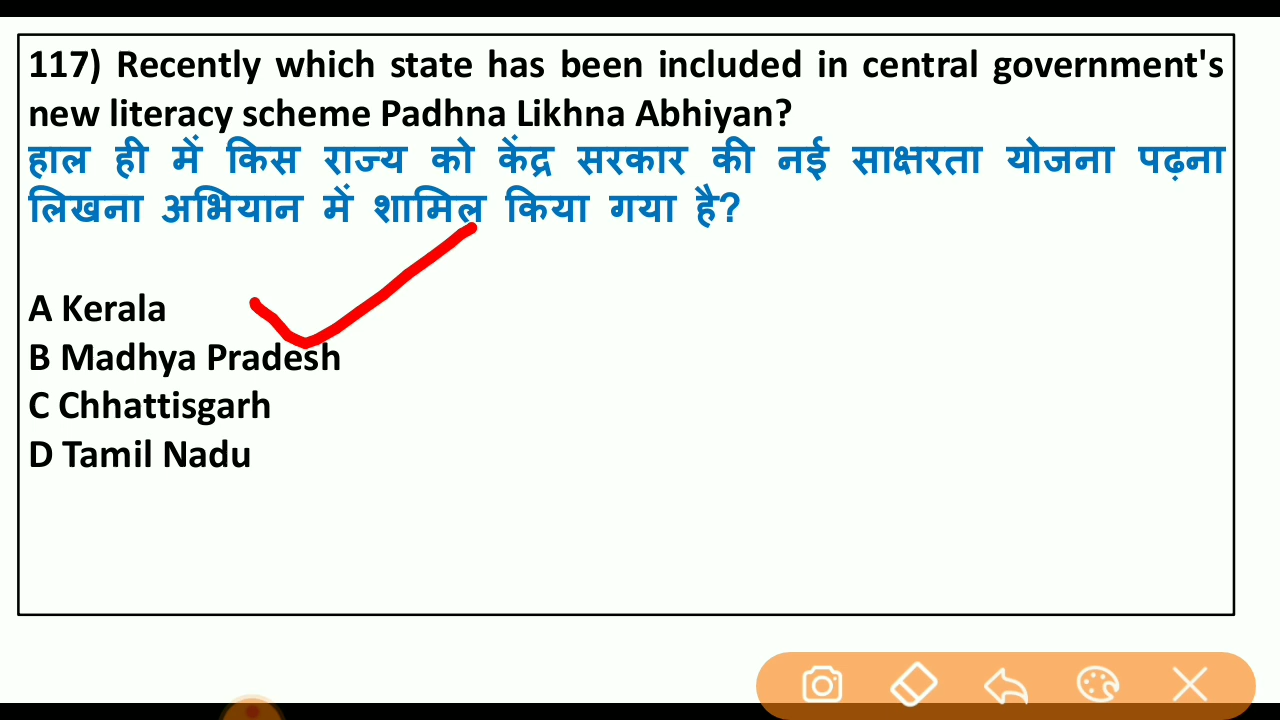 117) Recently which state has been included in central government's
new literacy scheme Padhna Likhna Abhiyan?
हाल ही में किस राज्य को केंद्र सरकार की नई साक्षरता योजना पढ़ना
लिखना अभियान में शामिल किया गया है?
A Kerala
B Madhya Pradesh
C Chhattisgarh
D Tamil Nadu